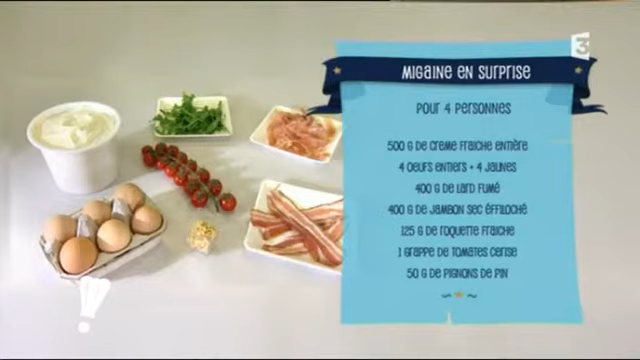 3
MIGAINE EN SURPRISE
POUR 4 PERSONNES
500 G DE CREME FRAICHE ENTIÈRE
4 OEUFS ENTIERS + 4 JAUNES
400 G DE LARD FUMÉ
400 G DE JAMBON SEC ÉFFILOCHÉ
125 G DE ROQUETTE FRAICHE
1 GRAPPE DE TOMATES CERISE
50 G DE PIGNONS DE PIN